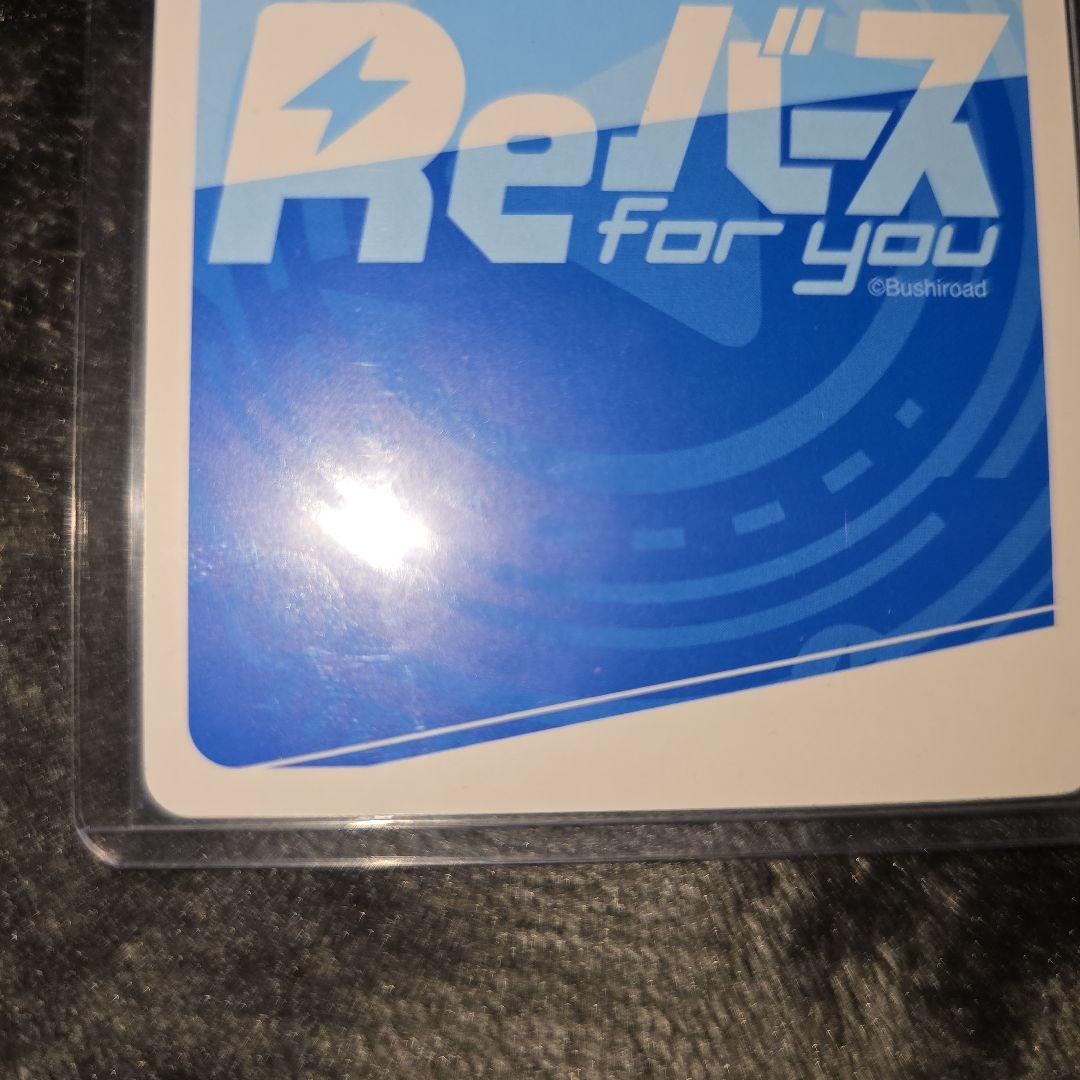 Reバース
for you
©Bushiroad